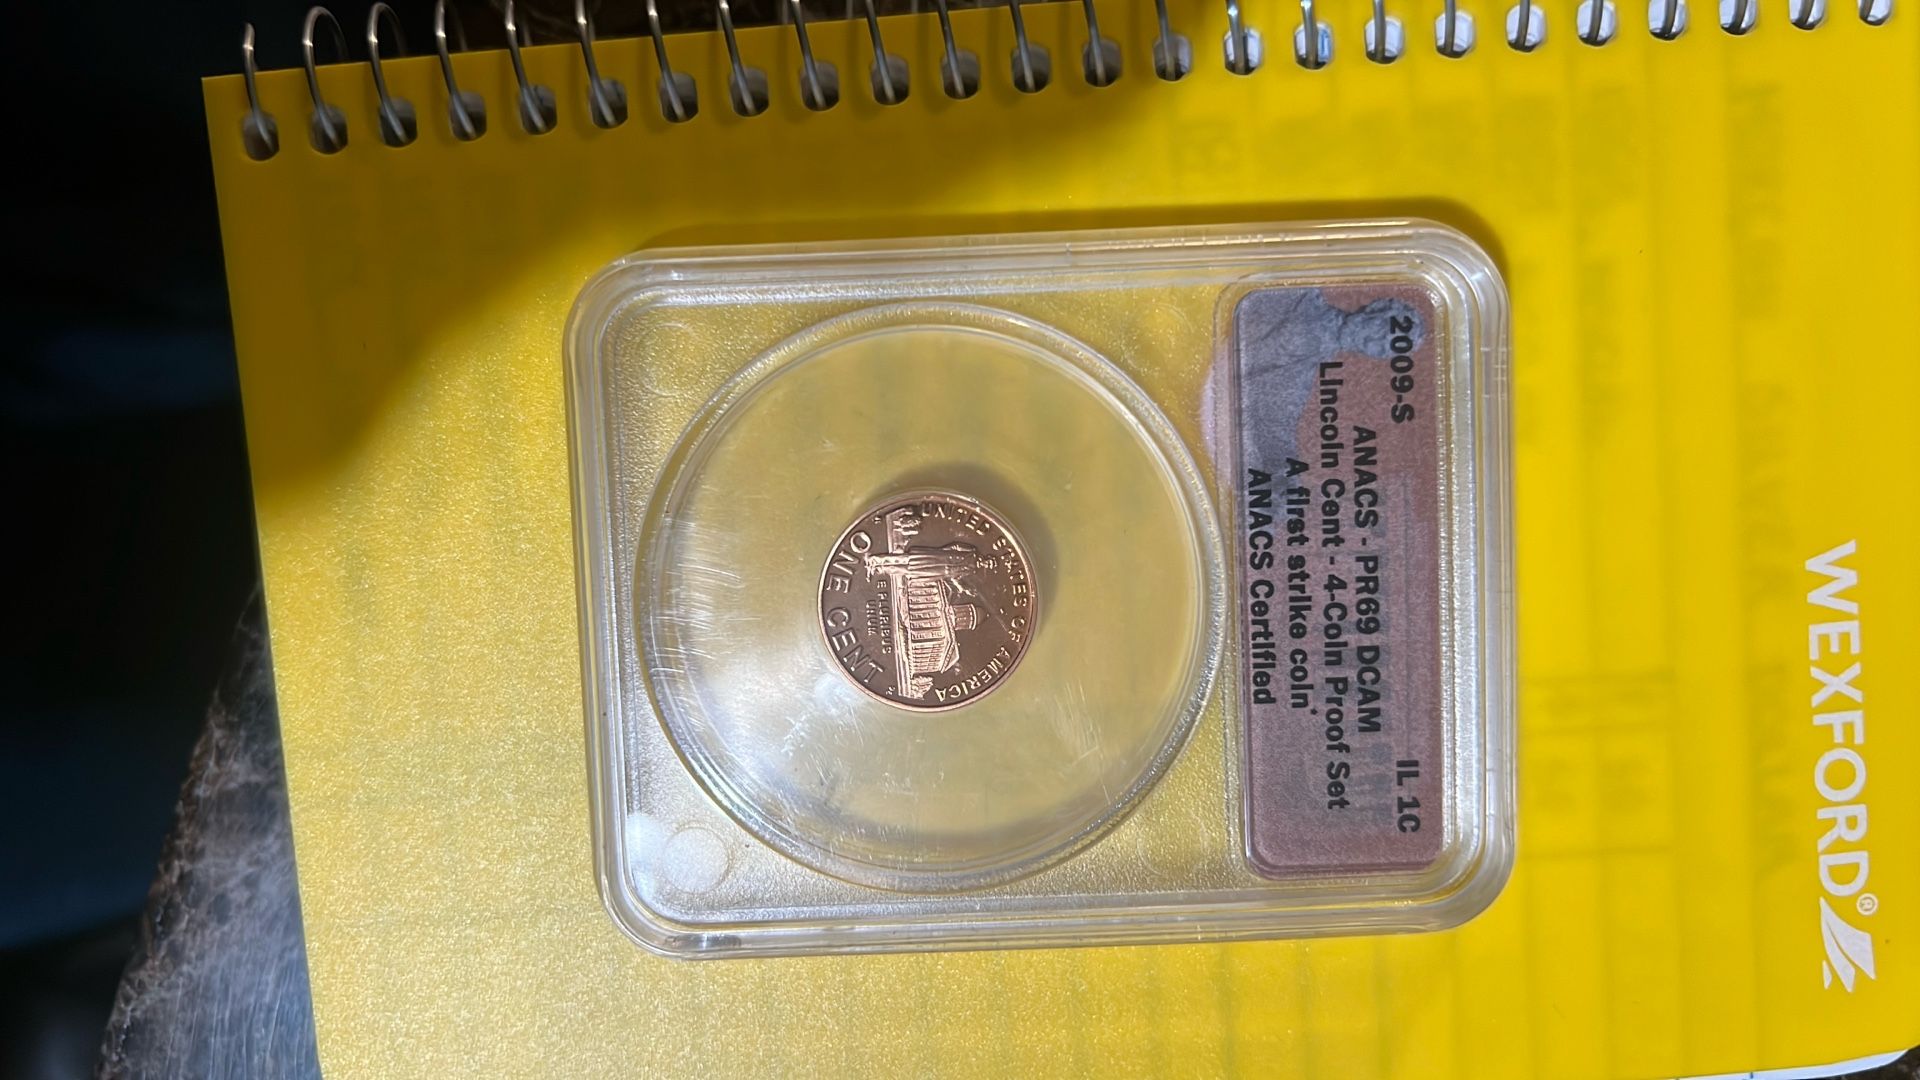 2009-S IL 1C
ANACS - PR69 DCAM
Lincoln Cent - 4-Coin Proof Set
A first strike coin*
ANACS Certified
UNITED STATES OF AMERICA
E PLURIBUS
UNUM
ONE CENT
WEXFORD®